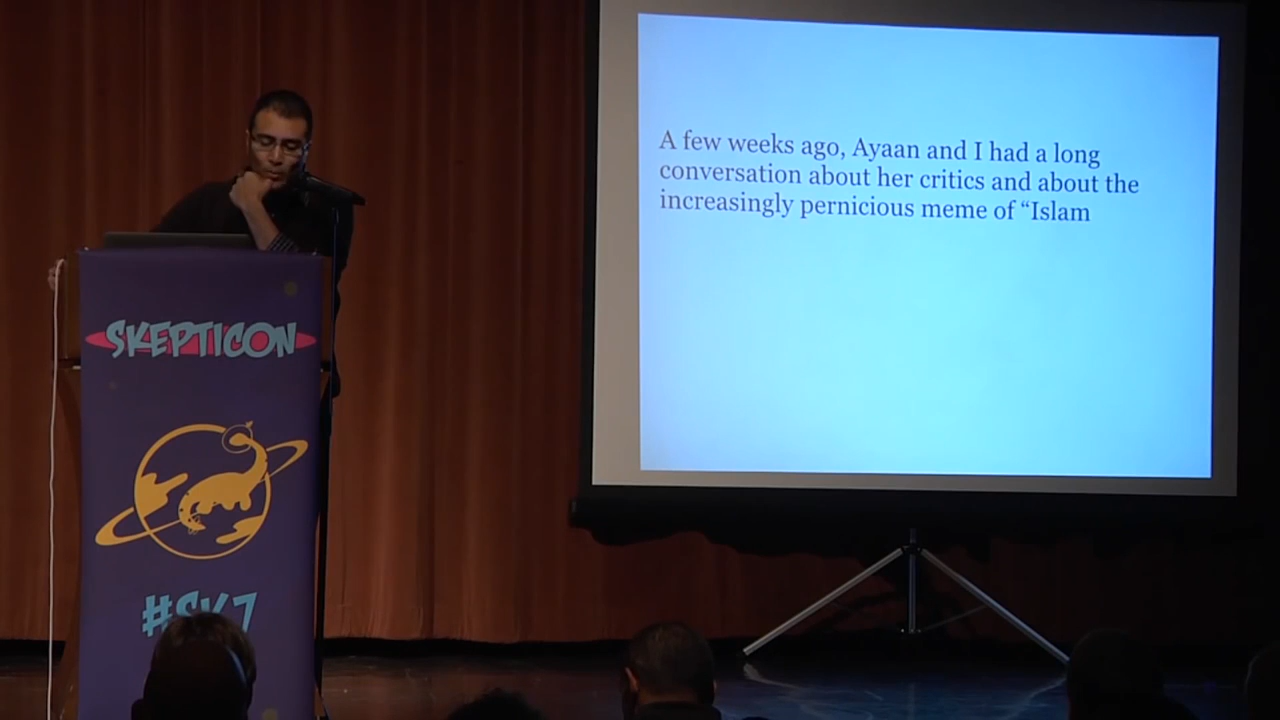 A few weeks ago, Ayaan and I had a long
conversation about her critics and about the
increasingly pernicious meme of “Islam
SKEPTICON
#SK7